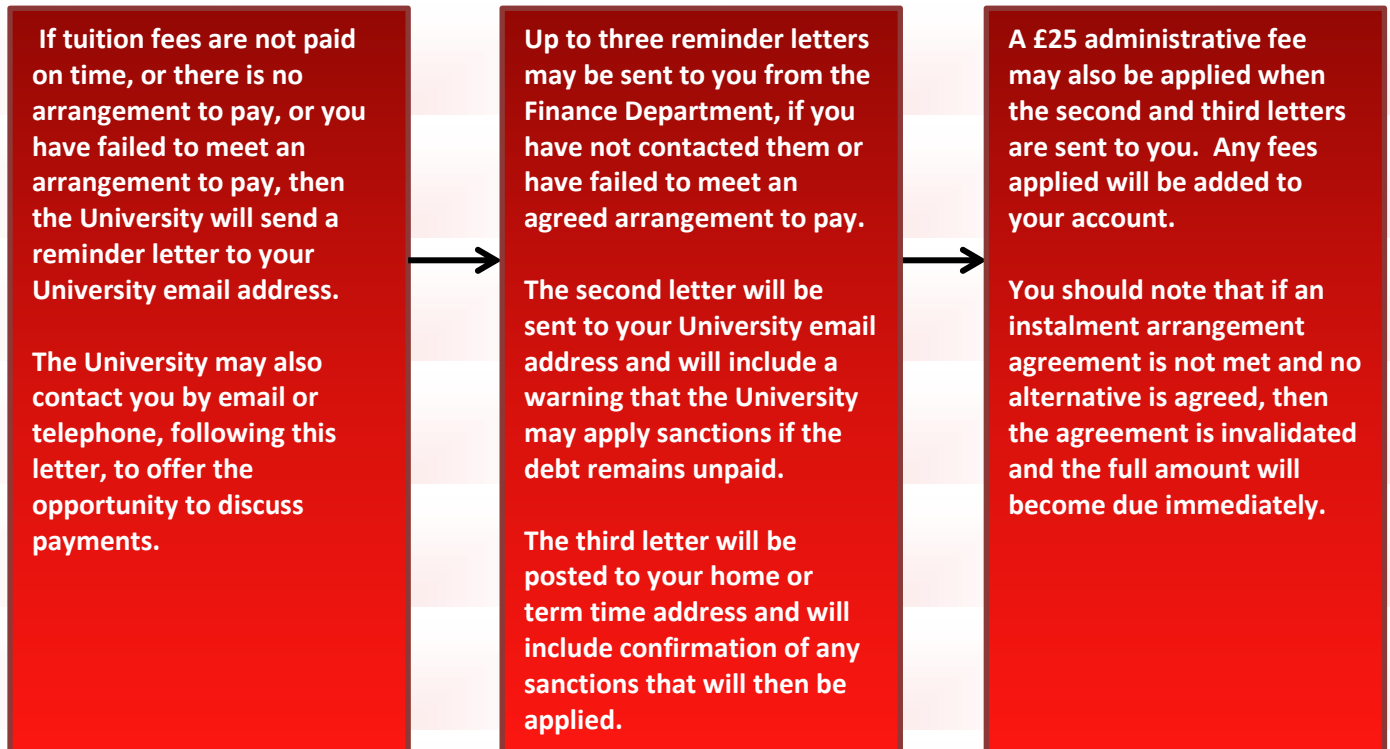 If tuition fees are not paid
on time, or there is no
arrangement to pay, or you
have failed to meet an
arrangement to pay, then
the University will send a
reminder letter to your
University email address.
The University may also
contact you by email or
telephone, following this
letter, to offer the
opportunity to discuss
payments.
Up to three reminder letters
may be sent to you from the
Finance Department, if you
have not contacted them or
have failed to meet an
agreed arrangement to pay.
The second letter will be
sent to your University email
address and will include a
warning that the University
may apply sanctions if the
debt remains unpaid.
The third letter will be
posted to your home or
term time address and will
include confirmation of any
sanctions that will then be
applied.
A £25 administrative fee
may also be applied when
the second and third letters
are sent to you.  Any fees
applied will be added to
your account.
You should note that if an
instalment arrangement
agreement is not met and no
alternative is agreed, then
the agreement is invalidated
and the full amount will
become due immediately.